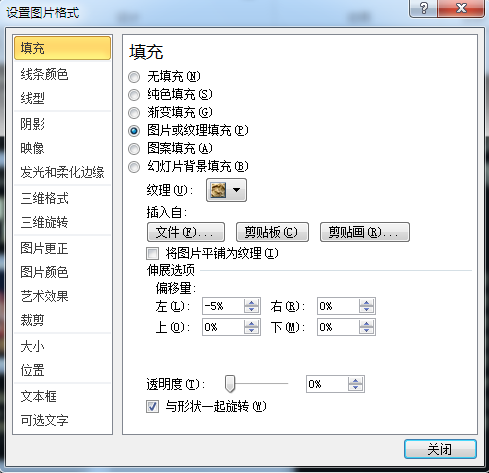 设置图片格式
填充
线条颜色
线型
阴影
映像
发光和柔化边缘
三维格式
三维旋转
图片更正
图片颜色
艺术效果
裁剪
大小
位置
文本框
可选文字
填充
无填充(N)
纯色填充(S)
渐变填充(G)
图片或纹理填充(P)
图案填充(A)
幻灯片背景填充(B)
纹理(U):
插入自:
文件(F)... 剪贴板(C) 剪贴画(R)...
将图片平铺为纹理(I)
伸展选项
偏移量:
左(L): -5% 右(R): 0%
上(O): 0% 下(M): 0%
透明度(T): 0%
与形状一起旋转(W)
关闭